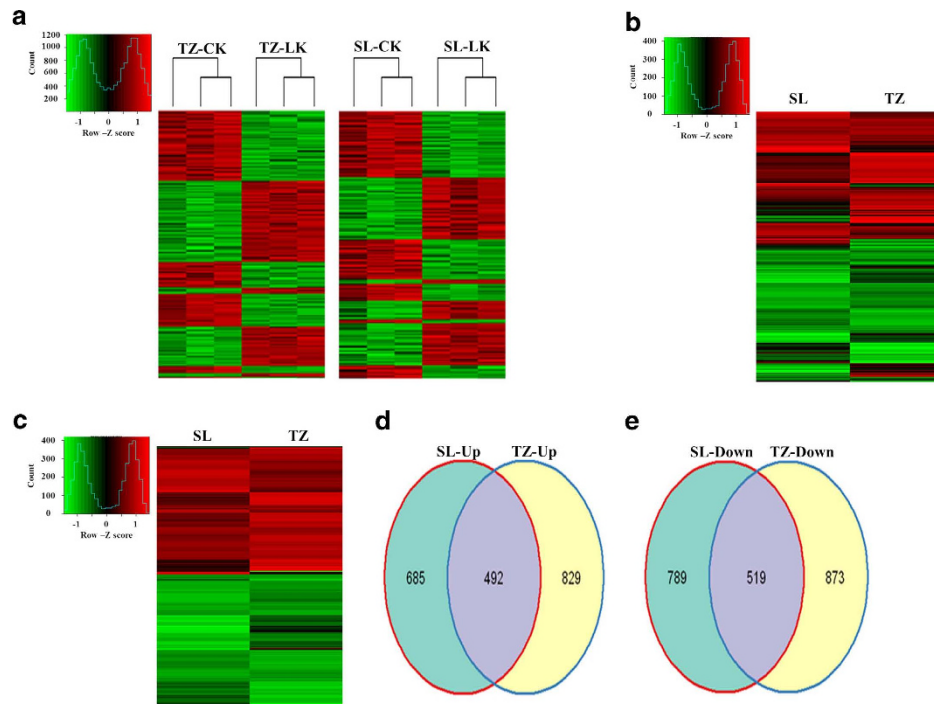 a
1200
1000
800
600
400
200
Count
-1 0 1
Row -Z score
TZ-CK TZ-LK SL-CK SL-LK
b
400
300
200
100
0
Count
-1 0 1
Row -Z score
SL TZ
c
400
300
200
100
0
Count
-1 0 1
Row -Z score
SL TZ
d
SL-Up TZ-Up
685 492 829
e
SL-Down TZ-Down
789 519 873